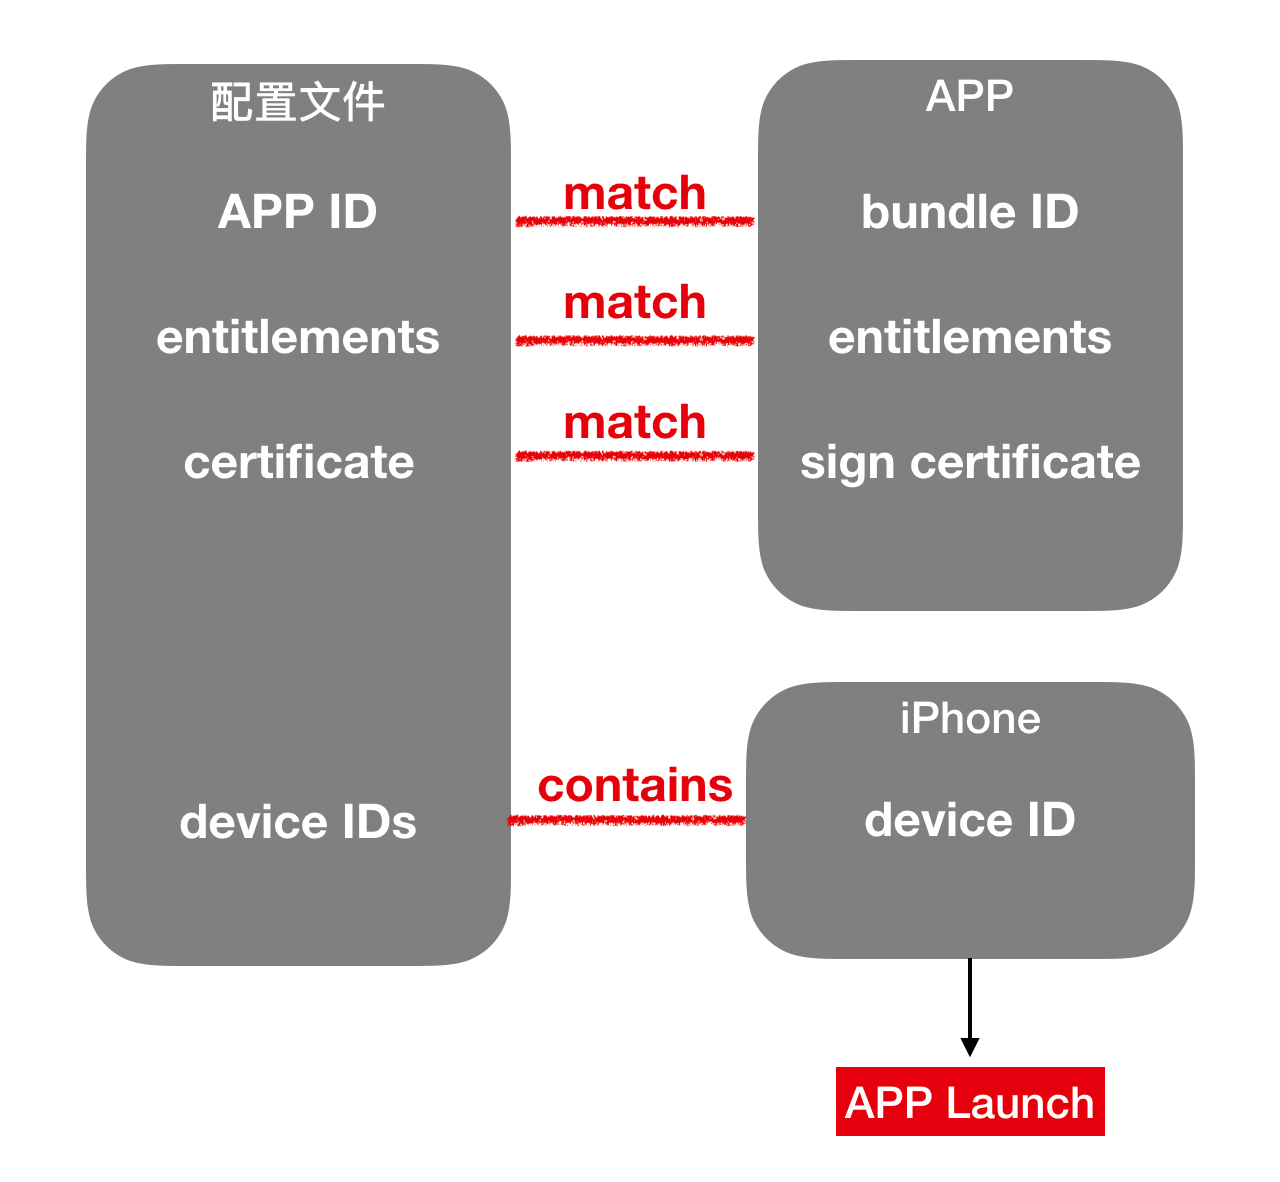 配置文件
APP ID
entitlements
certificate
device IDs
match
match
match
contains
APP
bundle ID
entitlements
sign certificate
iPhone
device ID
APP Launch